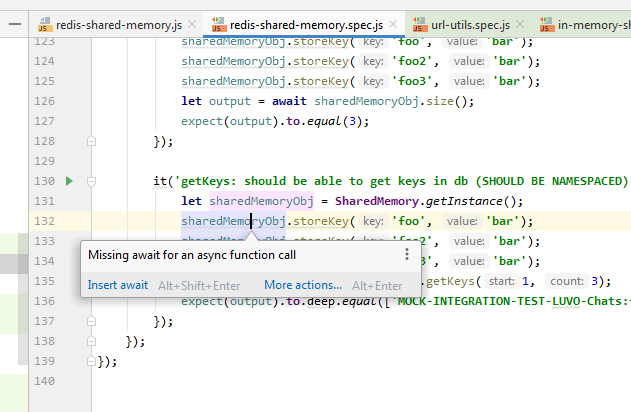 redis-shared-memory.js redis-shared-memory.spec.js url-utils.spec.js in-memory-sh
123 sharedMemoryObj.storeKey( key: 'foo', value: 'bar');
124 sharedMemoryObj.storeKey( key: 'foo2', value: 'bar');
125 sharedMemoryObj.storeKey( key: 'foo3', value: 'bar');
126 let output = await sharedMemoryObj.size();
127 expect(output).to.equal(3);
128 });
129
130 it('getKeys: should be able to get keys in db (SHOULD BE NAMESPACED)
131 let sharedMemoryObj = SharedMemory.getInstance();
132 sharedMemoryObj.storeKey( key: 'foo', value: 'bar');
133 sharedMemoryObj.storeKey( key: 'foo2', value: 'bar');
Missing await for an async function call
3', value: 'bar');
Insert await Alt+Shift+Enter More actions... Alt+Enter
.getKeys( start: 1, count: 3);
136 expect(output).to.deep.equal(['MOCK-INTEGRATION-TEST-LUVO-Chats:
137 });
138 });
139 });
140